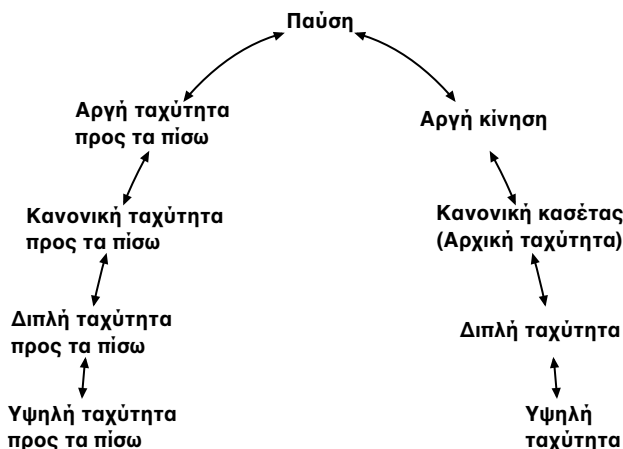 Παύση
Αργή ταχύτητα
προς τα πίσω
Αργή κίνηση
Κανονική ταχύτητα
προς τα πίσω
Κανονική κασέτας
(Αρχική ταχύτητα)
Διπλή ταχύτητα
προς τα πίσω
Διπλή ταχύτητα
Υψηλή ταχύτητα
προς τα πίσω
Υψηλή
ταχύτητα